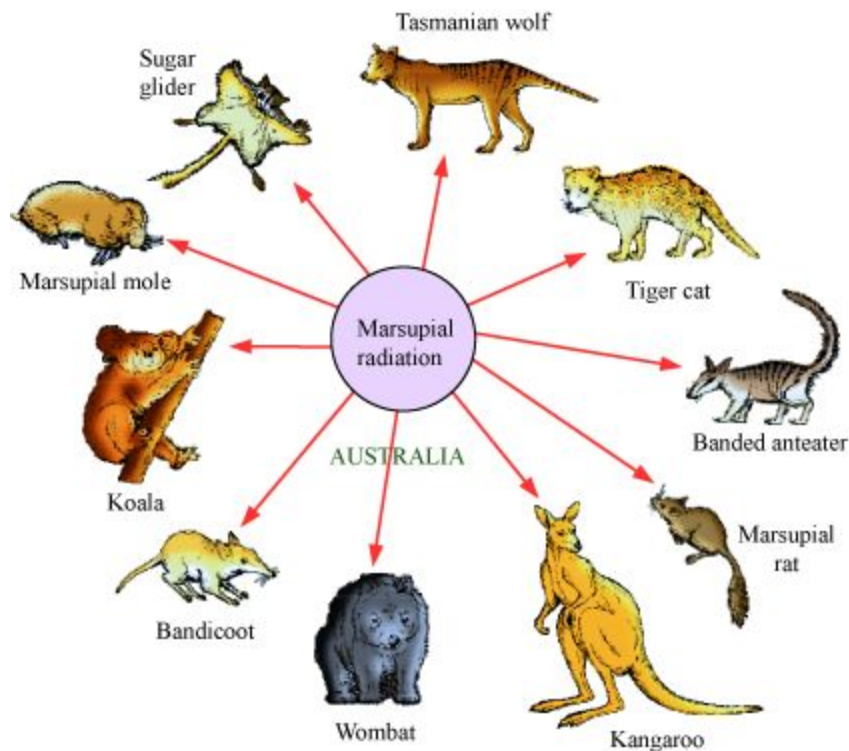 Tasmanian wolf
Sugar
glider
Marsupial mole
Tiger cat
Marsupial
radiation
Banded anteater
AUSTRALIA
Koala
Marsupial
rat
Bandicoot
Wombat
Kangaroo